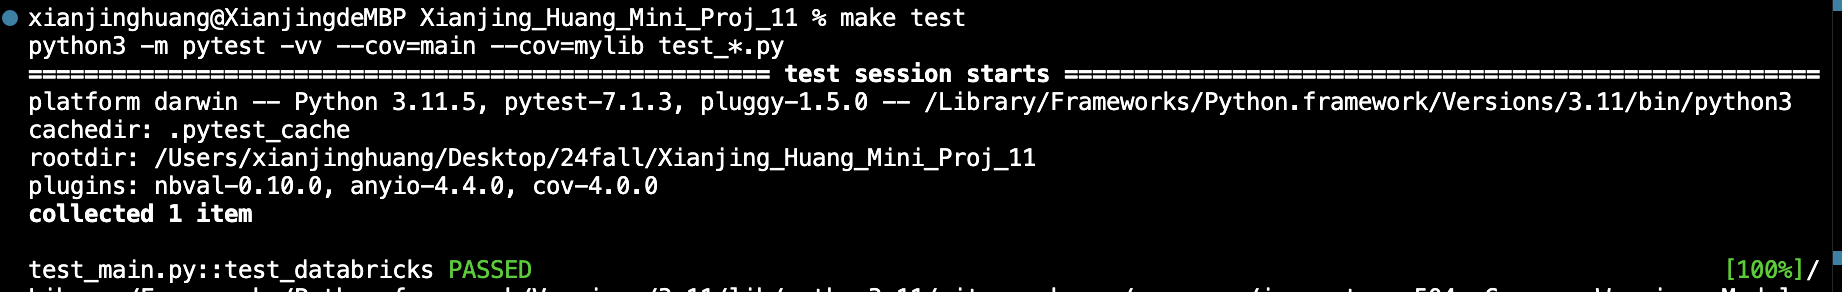 xianjinghuang@XianjingdeMBP Xianjing_Huang_Mini_Proj_11 % make test
python3 -m pytest -vv --cov=main --cov=mylib test_*.py
===================================================== test session starts ======================================================
platform darwin -- Python 3.11.5, pytest-7.1.3, pluggy-1.5.0 -- /Library/Frameworks/Python.framework/Versions/3.11/bin/python3
cachedir: .pytest_cache
rootdir: /Users/xianjinghuang/Desktop/24fall/Xianjing_Huang_Mini_Proj_11
plugins: nbval-0.10.0, anyio-4.4.0, cov-4.0.0
collected 1 item
test_main.py::test_databricks PASSED [100%]/